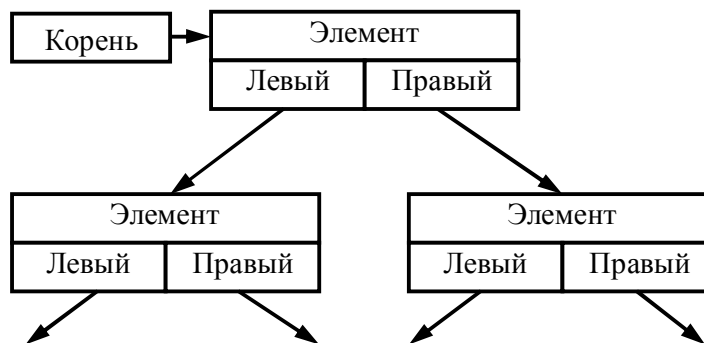 Корень
Элемент
Левый Правый
Элемент Элемент
Левый Правый Левый Правый